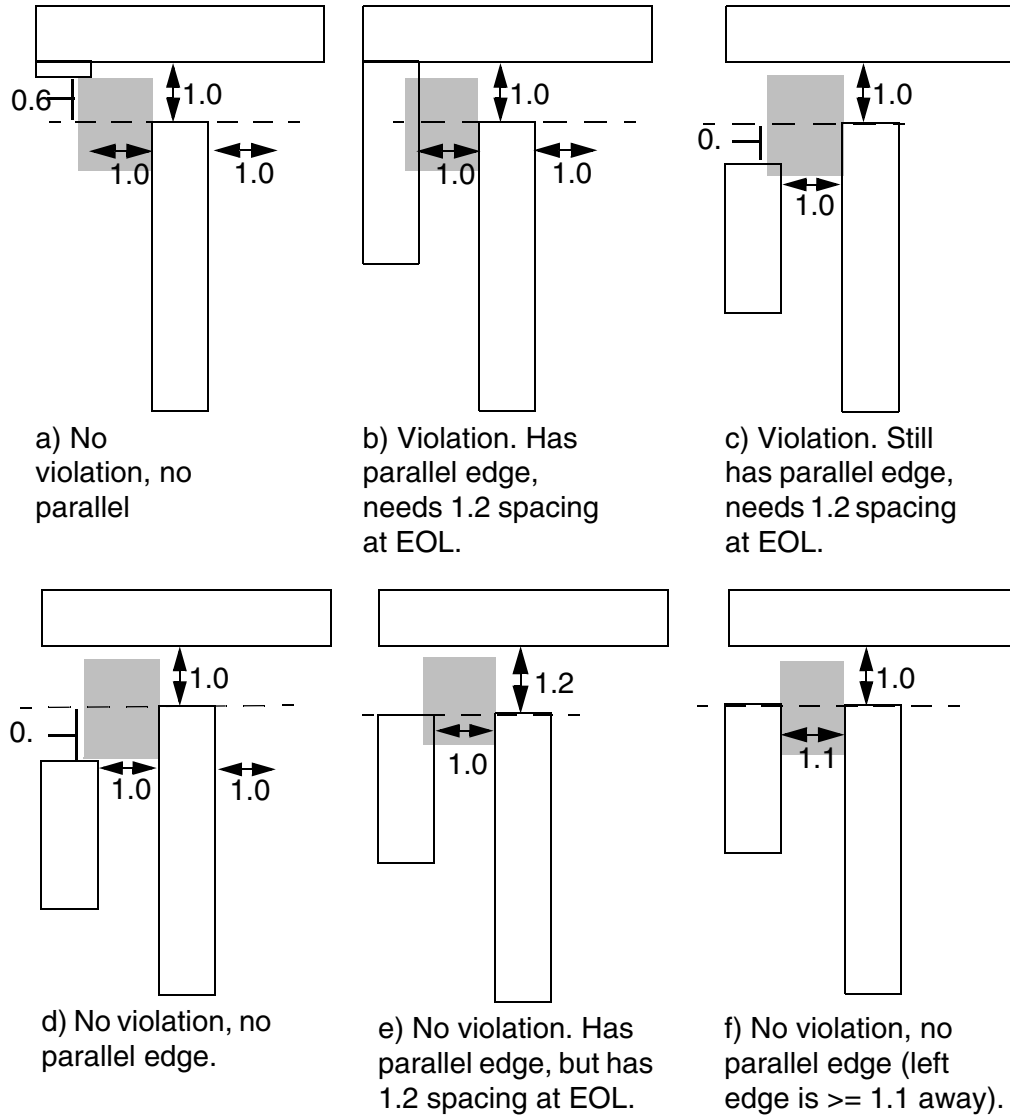 1.0
0.6
1.0
1.0
a) No
violation, no
parallel
1.0
1.0
1.0
b) Violation. Has
parallel edge,
needs 1.2 spacing
at EOL.
1.0
0.
1.0
c) Violation. Still
has parallel edge,
needs 1.2 spacing
at EOL.
1.0
0.
1.0
1.0
d) No violation, no
parallel edge.
1.2
1.0
e) No violation. Has
parallel edge, but has
1.2 spacing at EOL.
1.0
1.1
f) No violation, no
parallel edge (left
edge is >= 1.1 away).